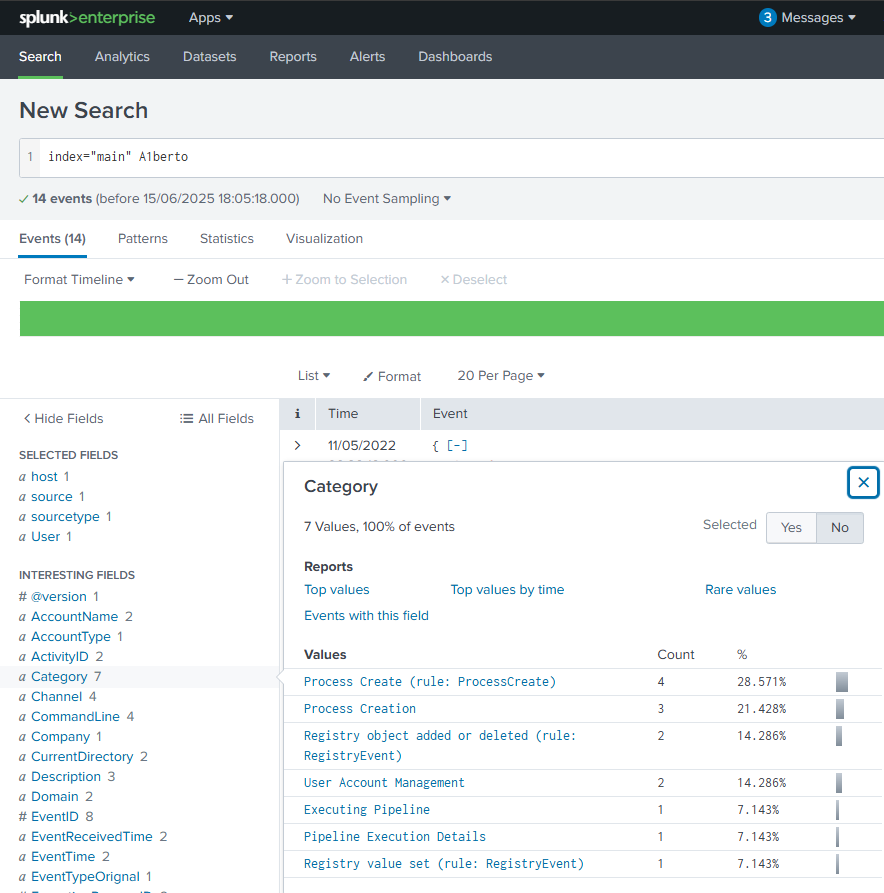 splunk>enterprise Apps 3 Messages
Search Analytics Datasets Reports Alerts Dashboards
New Search
1 index="main" A1berto
14 events (before 15/06/2025 18:05:18.000) No Event Sampling
Events (14) Patterns Statistics Visualization
Format Timeline — Zoom Out + Zoom to Selection × Deselect
List Format 20 Per Page
< Hide Fields All Fields
i Time Event
> 11/05/2022 { [-]
SELECTED FIELDS
a host 1
a source 1
a sourcetype 1
a User 1
INTERESTING FIELDS
# @version 1
a AccountName 2
a AccountType 1
a ActivityID 2
a Category 7
a Channel 4
a CommandLine 4
a Company 1
a CurrentDirectory 2
a Description 3
a Domain 2
# EventID 8
a EventReceivedTime 2
a EventTime 2
a EventTypeOrignal 1
Category ×
7 Values, 100% of events Selected Yes No
Reports
Top values Top values by time Rare values
Events with this field
Values Count %
Process Create (rule: ProcessCreate) 4 28.571%
Process Creation 3 21.428%
Registry object added or deleted (rule: 2 14.286%
RegistryEvent)
User Account Management 2 14.286%
Executing Pipeline 1 7.143%
Pipeline Execution Details 1 7.143%
Registry value set (rule: RegistryEvent) 1 7.143%